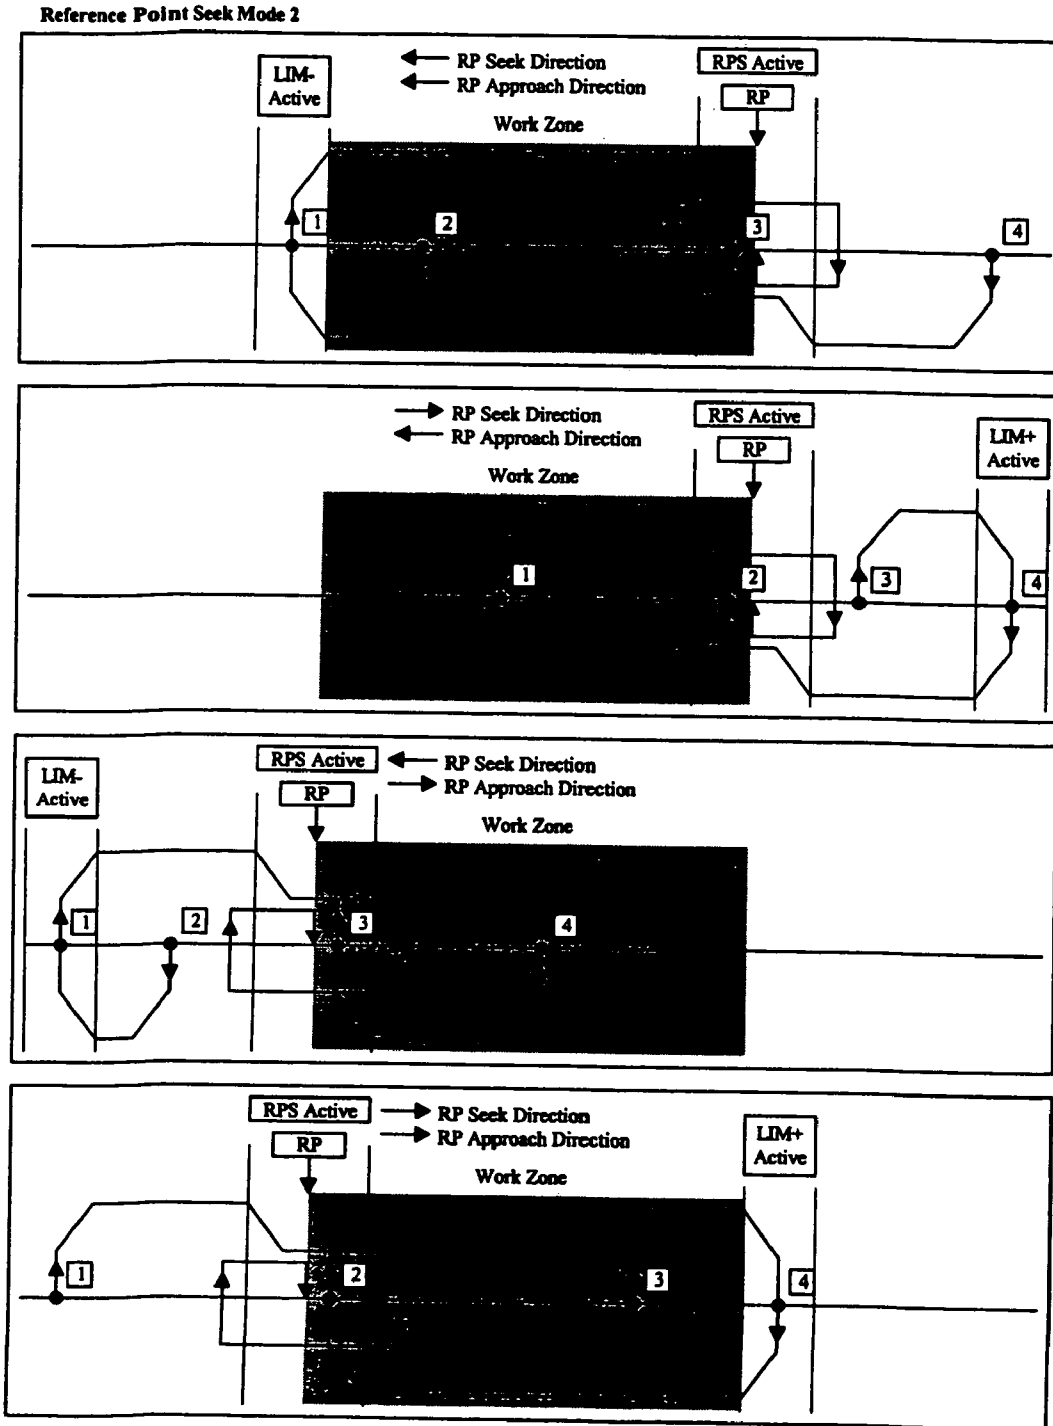 Reference Point Seek Mode 2
LIM-
Active
RP Seek Direction
RP Approach Direction
RPS Active
RP
Work Zone
1
2
3
4
RP Seek Direction
RP Approach Direction
RPS Active
RP
LIM+
Active
Work Zone
1
2
3
4
LIM-
Active
RPS Active
RP
RP Seek Direction
RP Approach Direction
Work Zone
1
2
3
4
RPS Active
RP
RP Seek Direction
RP Approach Direction
LIM+
Active
Work Zone
1
2
3
4